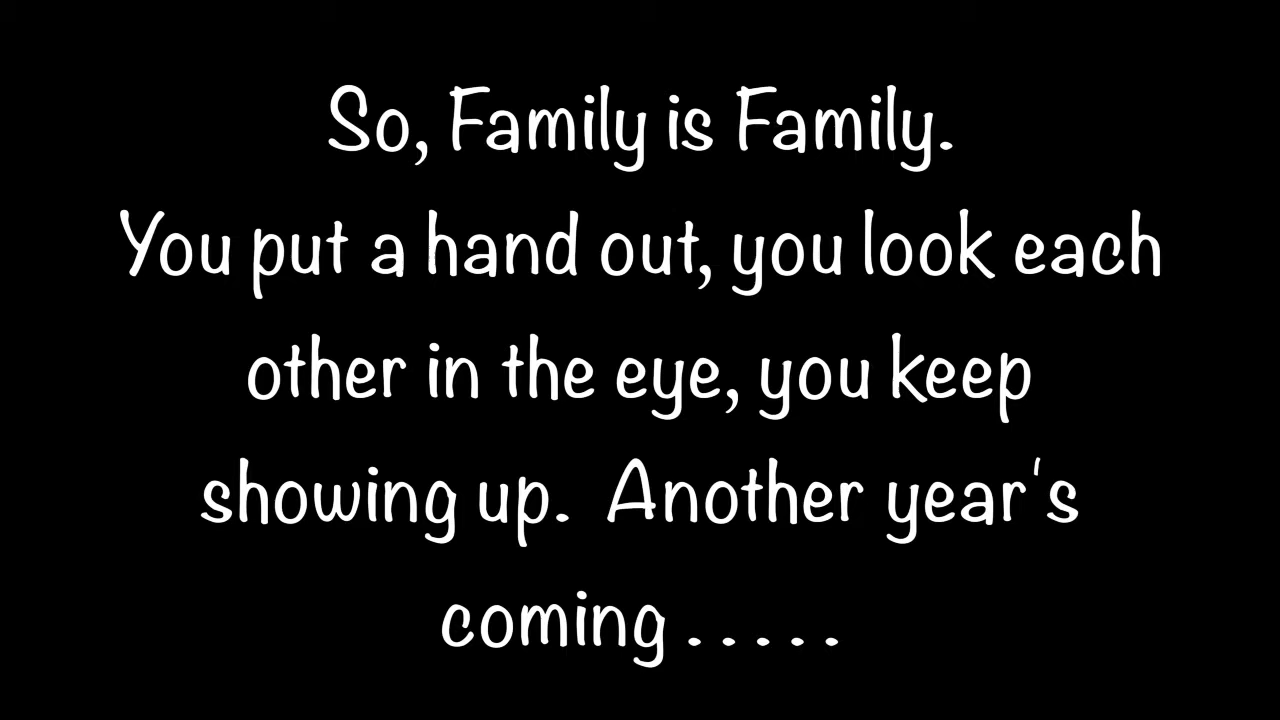 So, Family is Family.
You put a hand out, you look each
other in the eye, you keep
showing up.  Another year's
coming . . . . .